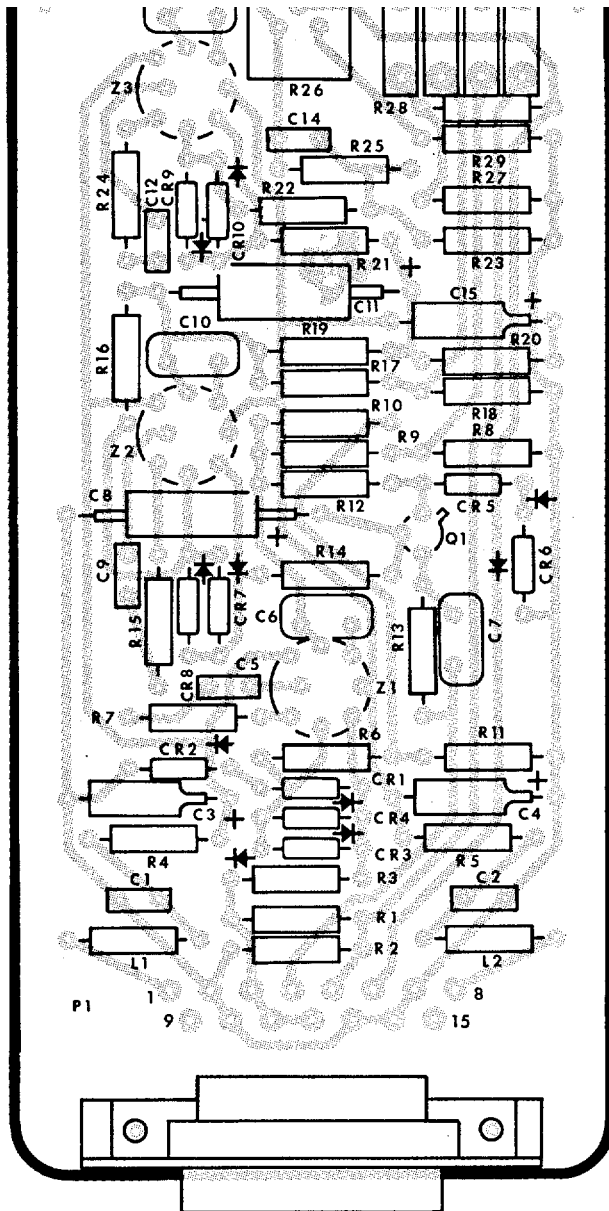 Z3
R26
R28
C14
R29
R25
R24
C12
CR9
R27
R22
CR10
R21
R23
+
C15
+
C11
C10
R19
R16
R20
R17
R18
R10
Z2
R9
R8
C8
R12
CR5
+
Q1
R14
CR6
C9
R15
CR7
C6
R13
C7
C5
CR8
Z1
R7
R6
R11
CR2
CR1
+
C3
+
CR4
C4
R4
CR3
R5
R3
C1
C2
R1
R2
L1
L2
P1
1
8
9
15